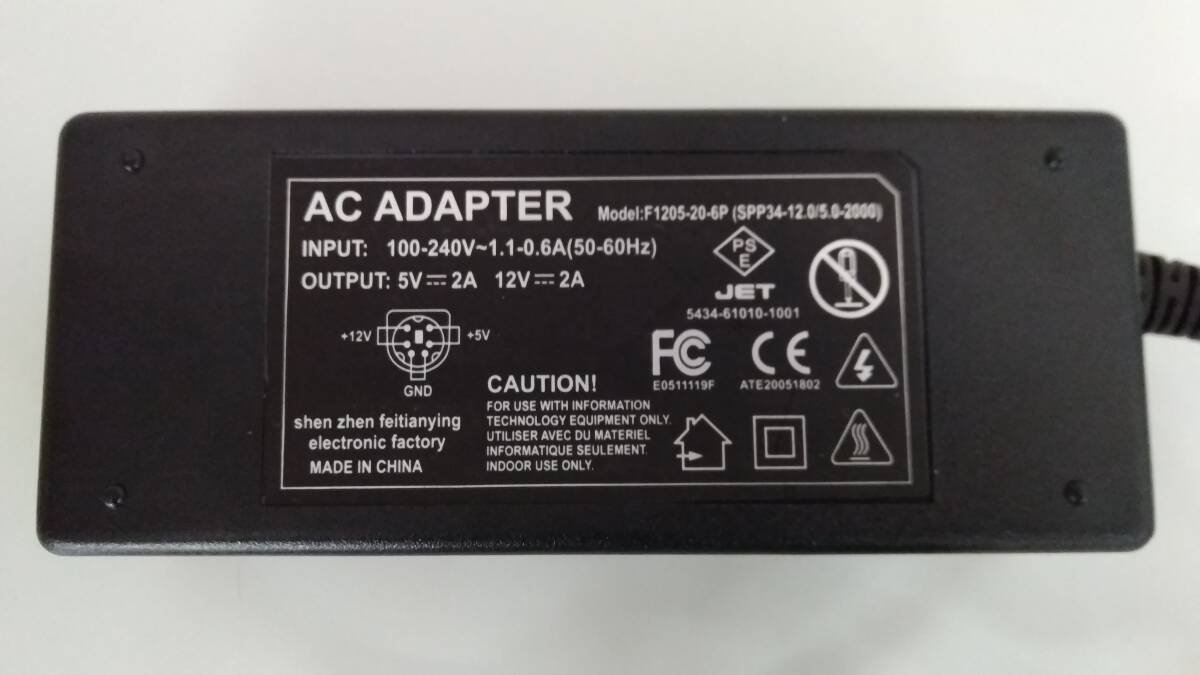 AC ADAPTER Model:F1205-20-6P (SPP34-12.0/5.0-2000)
INPUT: 100-240V~1.1-0.6A(50-60Hz)
OUTPUT: 5V⎓2A 12V⎓2A
PS
E
JET
5434-61010-1001
+12V +5V
GND
FC
E0511119F
CE
ATE20051802
shen zhen feitianying
electronic factory
MADE IN CHINA
CAUTION!
FOR USE WITH INFORMATION
TECHNOLOGY EQUIPMENT ONLY.
UTILISER AVEC DU MATERIEL
INFORMATIQUE SEULEMENT.
INDOOR USE ONLY.